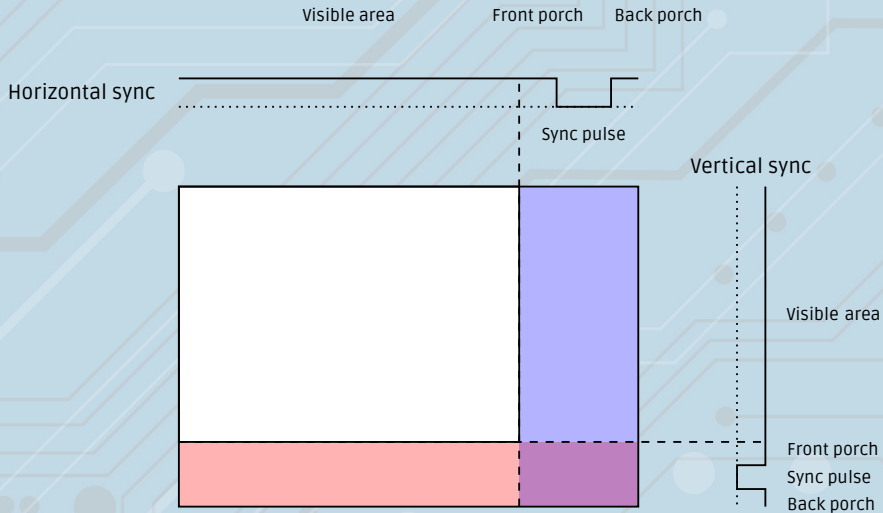 Visible area
Front porch
Back porch
Horizontal sync
Sync pulse
Vertical sync
Visible area
Front porch
Sync pulse
Back porch